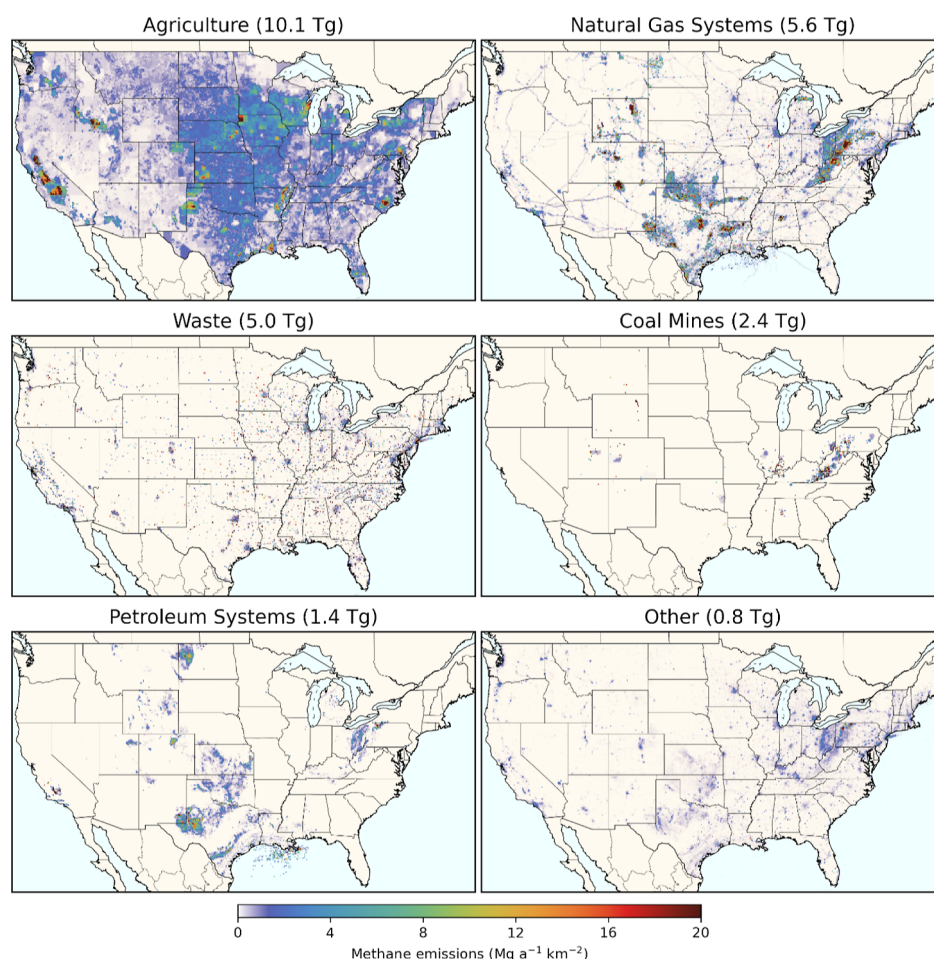 Agriculture (10.1 Tg)
Natural Gas Systems (5.6 Tg)
Waste (5.0 Tg)
Coal Mines (2.4 Tg)
Petroleum Systems (1.4 Tg)
Other (0.8 Tg)
0 4 8 12 16 20
Methane emissions (Mg a⁻¹ km⁻²)